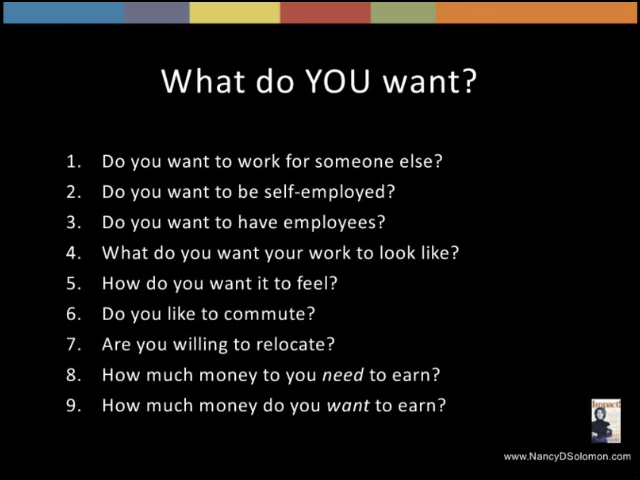 What do YOU want?
1. Do you want to work for someone else?
2. Do you want to be self-employed?
3. Do you want to have employees?
4. What do you want your work to look like?
5. How do you want it to feel?
6. Do you like to commute?
7. Are you willing to relocate?
8. How much money to you need to earn?
9. How much money do you want to earn?
Impact!
www.NancyDSolomon.com